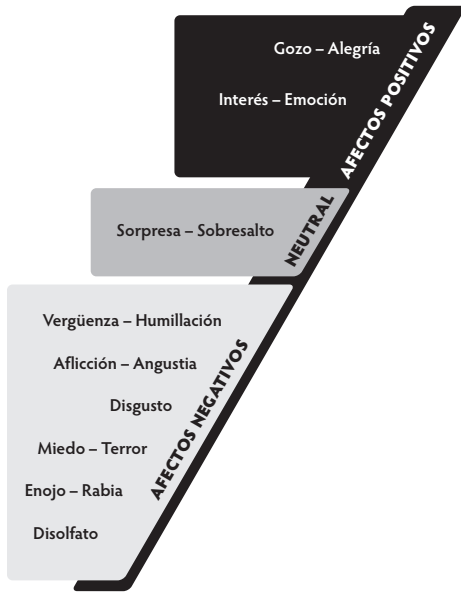 Gozo – Alegría
Interés – Emoción
AFECTOS POSITIVOS
Sorpresa – Sobresalto
NEUTRAL
Vergüenza – Humillación
Aflicción – Angustia
Disgusto
Miedo – Terror
Enojo – Rabia
Disolfato
AFECTOS NEGATIVOS